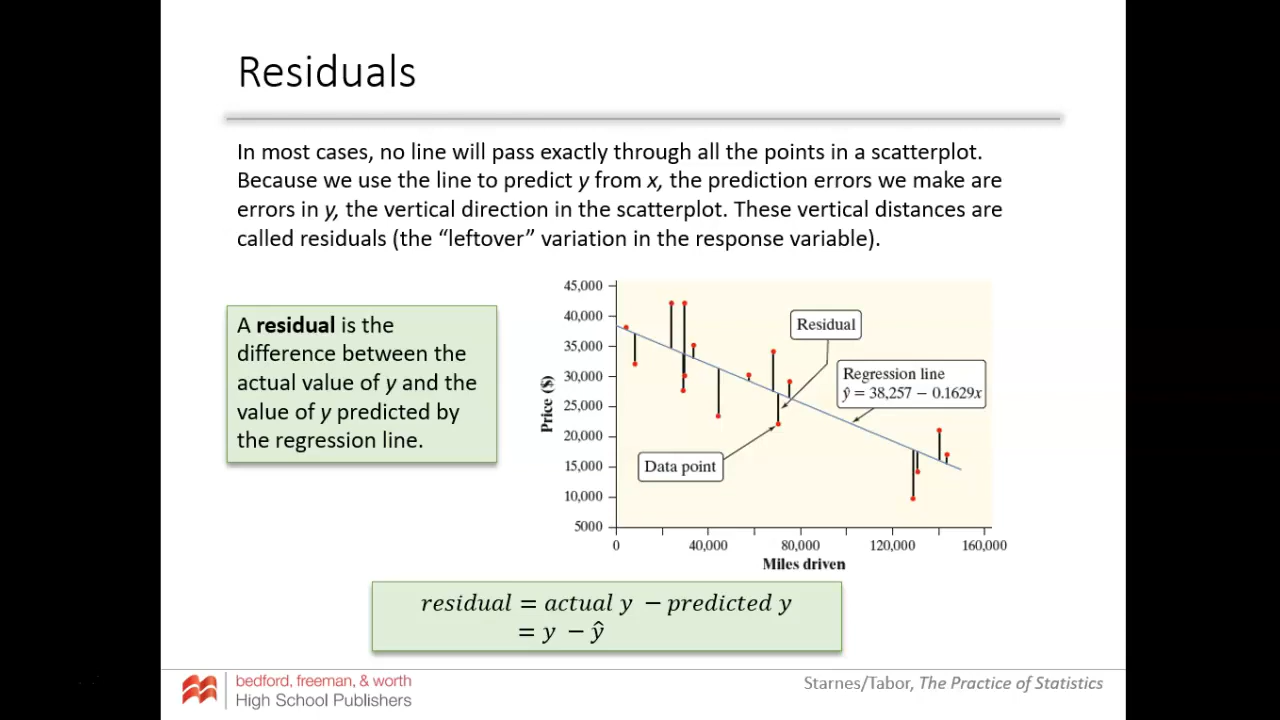 Residuals
In most cases, no line will pass exactly through all the points in a scatterplot.
Because we use the line to predict y from x, the prediction errors we make are
errors in y, the vertical direction in the scatterplot. These vertical distances are
called residuals (the “leftover” variation in the response variable).
A residual is the
difference between the
actual value of y and the
value of y predicted by
the regression line.
Price ($)
45,000
40,000
35,000
30,000
25,000
20,000
15,000
10,000
5000
Residual
Regression line
ŷ = 38,257 − 0.1629x
Data point
0
40,000
80,000
120,000
160,000
Miles driven
residual = actual y − predicted y
= y − ŷ
bedford, freeman, & worth
High School Publishers
Starnes/Tabor, The Practice of Statistics